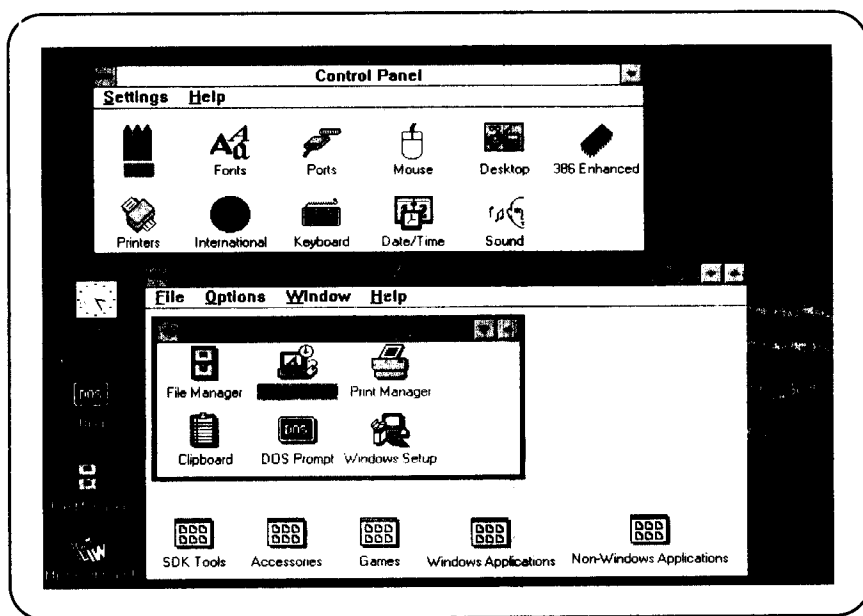 Control Panel
Settings Help
Fonts Ports Mouse Desktop 386 Enhanced
Printers International Keyboard Date/Time Sound
File Options Window Help
File Manager Print Manager
DOS
Clipboard DOS Prompt Windows Setup
SDK Tools Accessories Games Windows Applications Non-Windows Applications